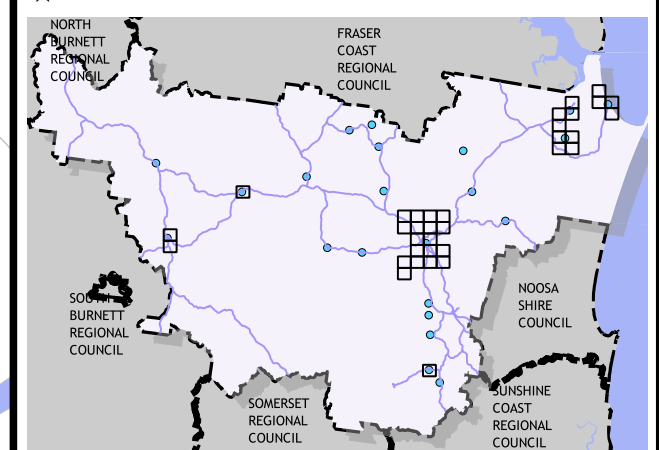 NORTH
BURNETT
REGIONAL
COUNCIL
FRASER
COAST
REGIONAL
COUNCIL
SOUTH
BURNETT
REGIONAL
COUNCIL
NOOSA
SHIRE
COUNCIL
SOMERSET
REGIONAL
COUNCIL
SUNSHINE
COAST
REGIONAL
COUNCIL